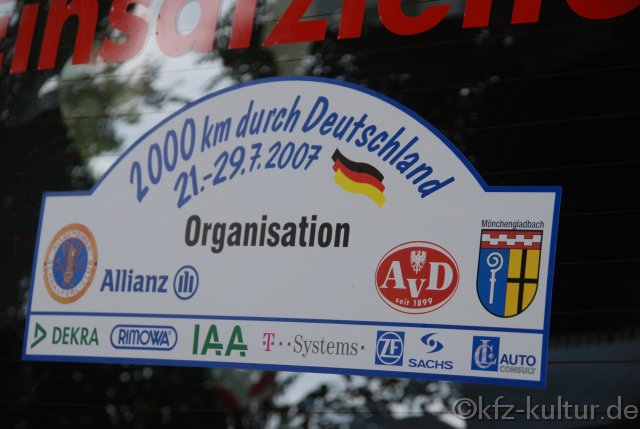 Einsatzleitu
2000 km durch Deutschland
21.-29.7.2007
Organisation
Mönchengladbach
Allianz
AvD
seit 1899
DEKRA
RIMOWA
IAA
T··Systems·
ZF
SACHS
AUTO
CONSULT
©kfz-kultur.de